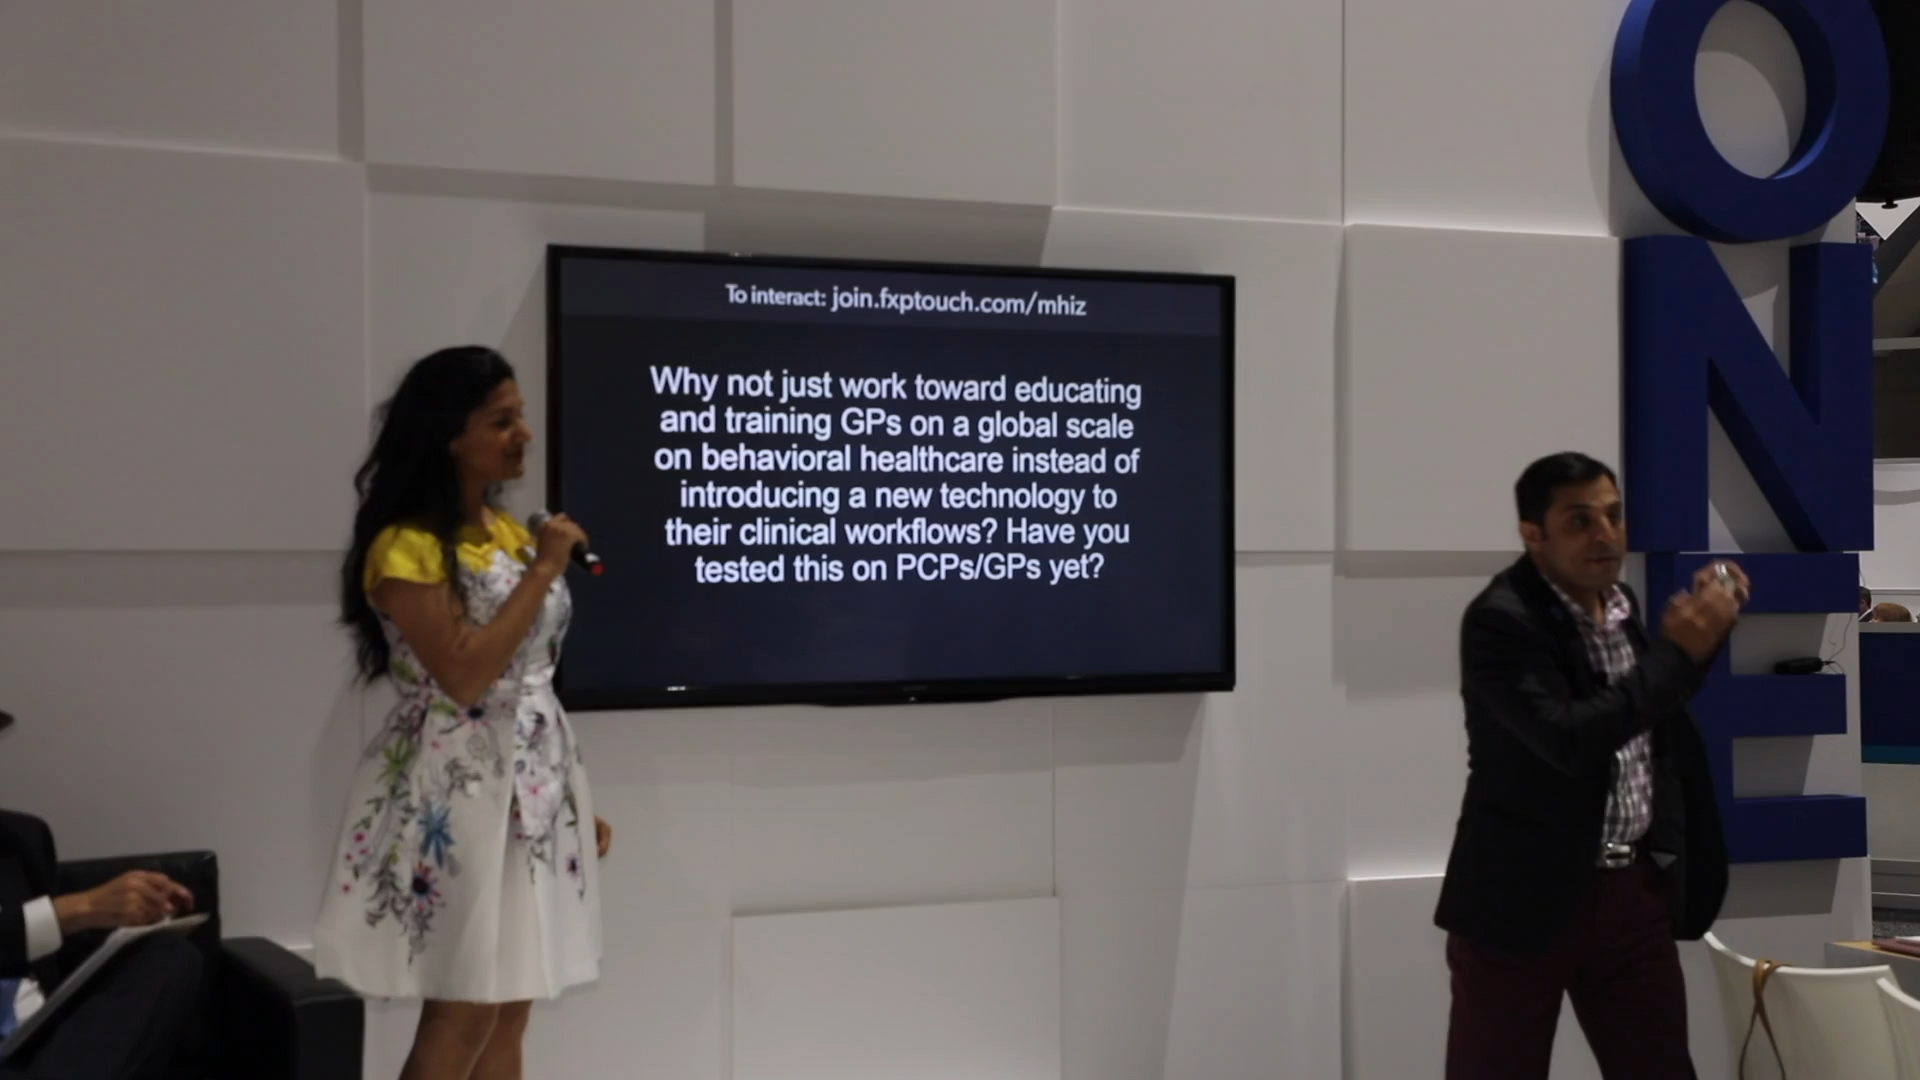 To interact: join.fxptouch.com/mhiz
Why not just work toward educating
and training GPs on a global scale
on behavioral healthcare instead of
introducing a new technology to
their clinical workflows? Have you
tested this on PCPs/GPs yet?
ONE